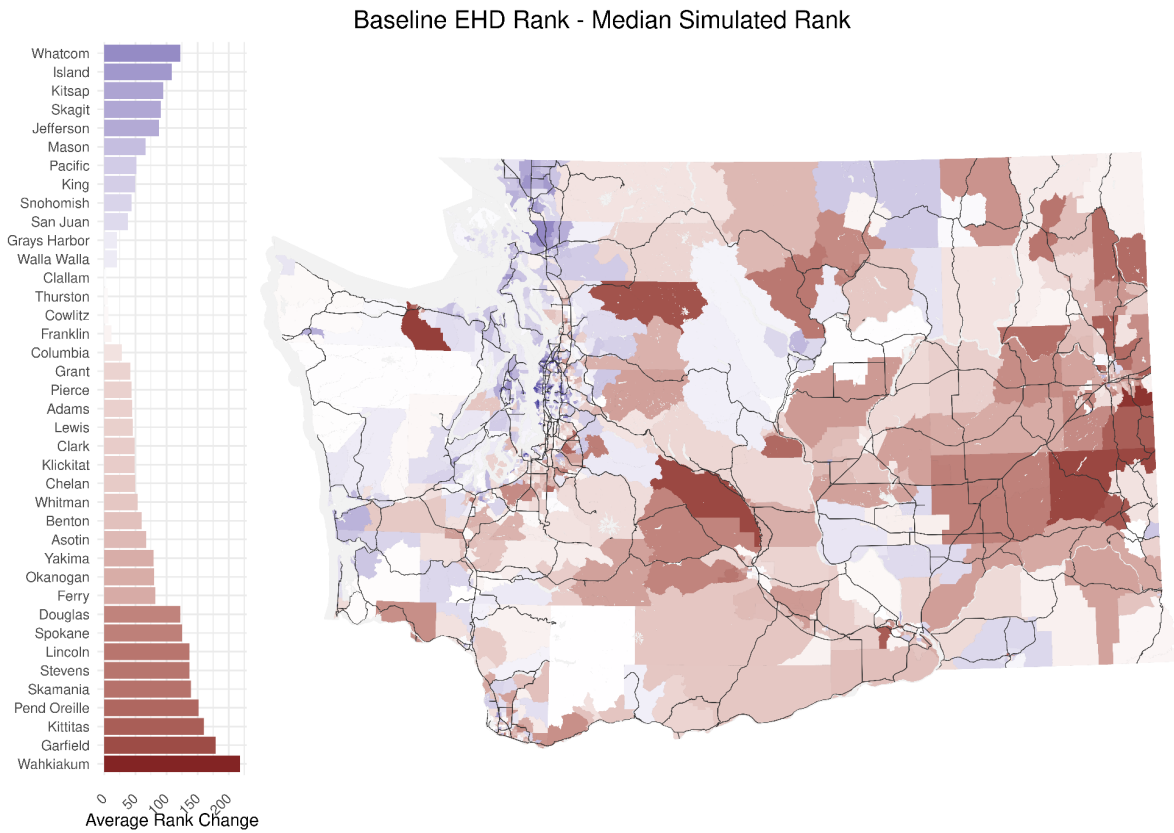 Baseline EHD Rank - Median Simulated Rank
Whatcom
Island
Kitsap
Skagit
Jefferson
Mason
Pacific
King
Snohomish
San Juan
Grays Harbor
Walla Walla
Clallam
Thurston
Cowlitz
Franklin
Columbia
Grant
Pierce
Adams
Lewis
Clark
Klickitat
Chelan
Whitman
Benton
Asotin
Yakima
Okanogan
Ferry
Douglas
Spokane
Lincoln
Stevens
Skamania
Pend Oreille
Kittitas
Garfield
Wahkiakum
0 50 100 150 200
Average Rank Change